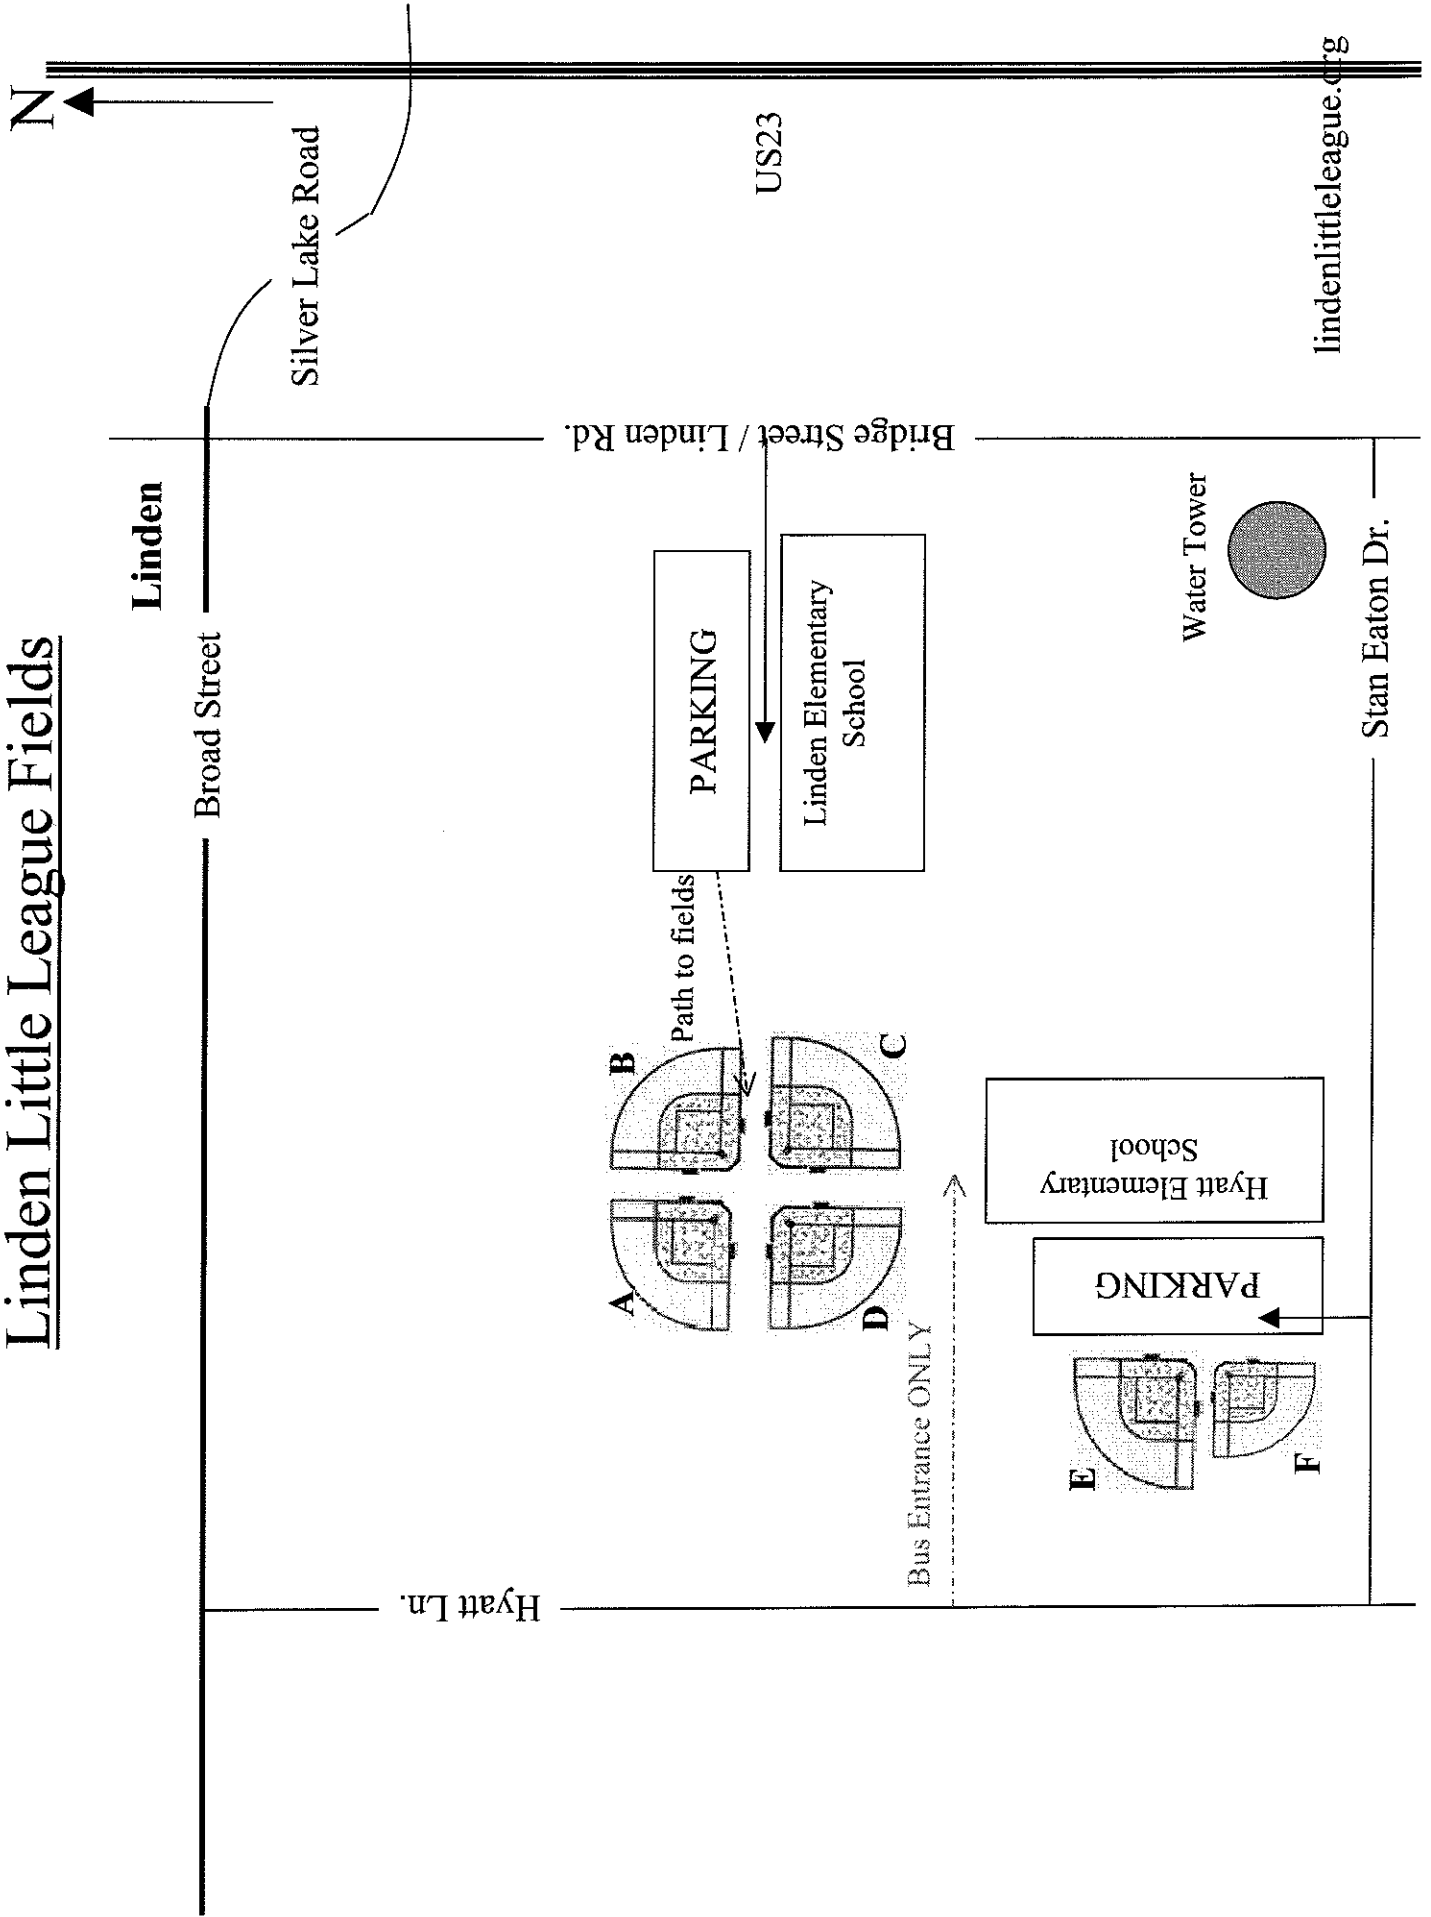 Linden Little League Fields
N
Linden
Broad Street
Silver Lake Road
US23
Bridge Street / Linden Rd.
PARKING
Linden Elementary
School
Path to fields
B
A
C
D
Hyatt Ln.
Bus Entrance ONLY
Hyatt Elementary
School
PARKING
E
F
Water Tower
Stan Eaton Dr.
lindenlittleleague.org